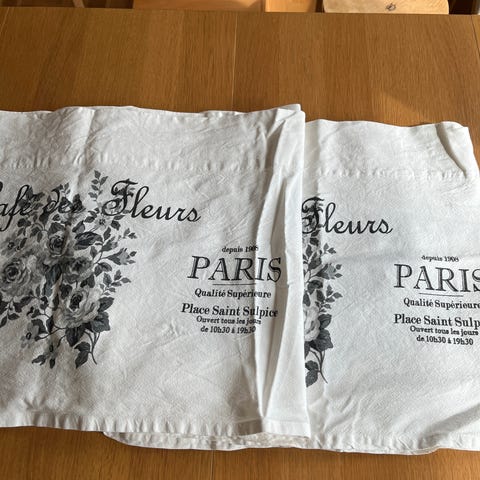 afé des Fleurs
depuis 1908
PARIS
Qualité Supérieure
Place Saint Sulpice
Ouvert tous les jours
de 10h30 à 19h30
Fleurs
depuis 1908
PARIS
Qualité Supérieure
Place Saint Sulp
Ouvert tous les jours
de 10h30 à 19h30